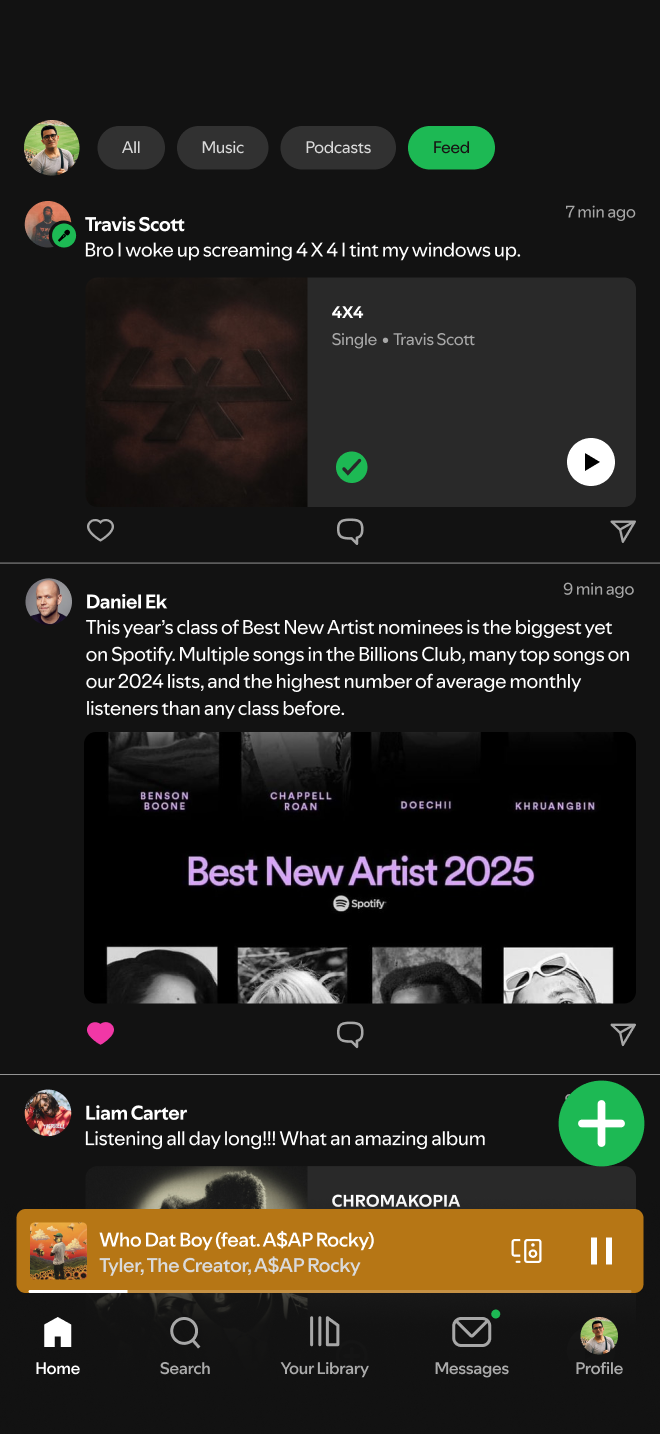 All
Music
Podcasts
Feed
Travis Scott
7 min ago
Bro I woke up screaming 4 X 4 I tint my windows up.
4X4
Single • Travis Scott
Daniel Ek
9 min ago
This year’s class of Best New Artist nominees is the biggest yet
on Spotify. Multiple songs in the Billions Club, many top songs on
our 2024 lists, and the highest number of average monthly
listeners than any class before.
BENSON
BOONE
CHAPPELL
ROAN
DOECHII
KHRUANGBIN
Best New Artist 2025
Spotify
Liam Carter
Listening all day long!!! What an amazing album
CHROMAKOPIA
Who Dat Boy (feat. A$AP Rocky)
Tyler, The Creator, A$AP Rocky
Home
Search
Your Library
Messages
Profile